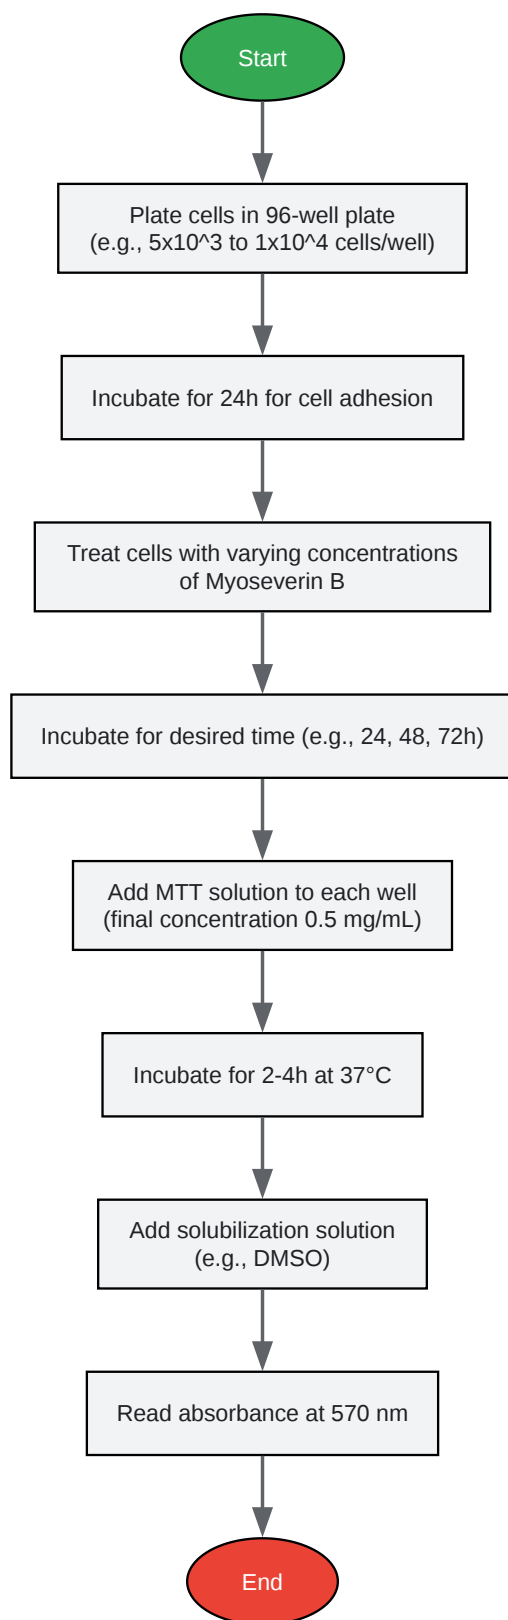 Start
Plate cells in 96-well plate
(e.g., 5x10^3 to 1x10^4 cells/well)
Incubate for 24h for cell adhesion
Treat cells with varying concentrations
of Myoseverin B
Incubate for desired time (e.g., 24, 48, 72h)
Add MTT solution to each well
(final concentration 0.5 mg/mL)
Incubate for 2-4h at 37°C
Add solubilization solution
(e.g., DMSO)
Read absorbance at 570 nm
End